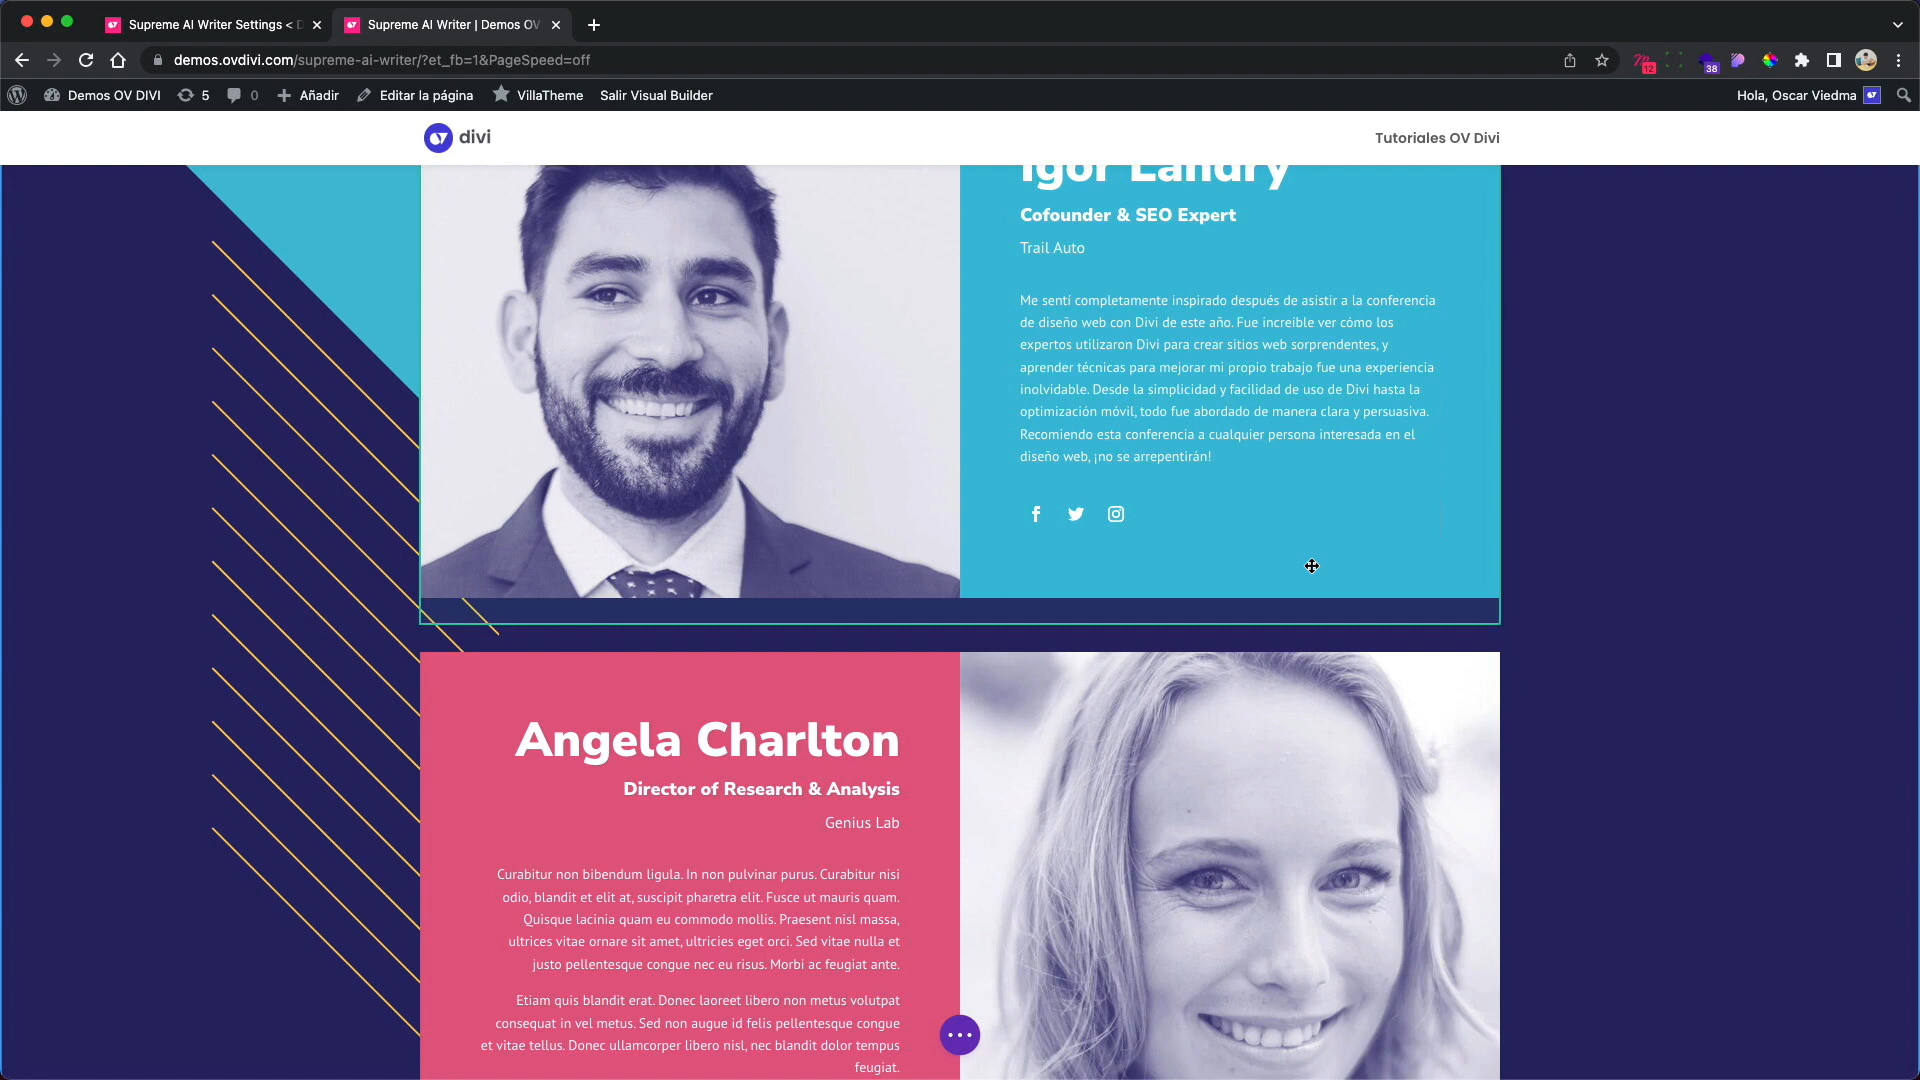 Supreme AI Writer Settings < D
Supreme AI Writer | Demos OV
demos.ovdivi.com/supreme-ai-writer/?et_fb=1&PageSpeed=off
12
38
Demos OV DIVI
5
0
Añadir
Editar la página
VillaTheme
Salir Visual Builder
Hola, Oscar Viedma
divi
Tutoriales OV Divi
Igor Landry
Cofounder & SEO Expert
Trail Auto
Me sentí completamente inspirado después de asistir a la conferencia
de diseño web con Divi de este año. Fue increíble ver cómo los
expertos utilizaron Divi para crear sitios web sorprendentes, y
aprender técnicas para mejorar mi propio trabajo fue una experiencia
inolvidable. Desde la simplicidad y facilidad de uso de Divi hasta la
optimización móvil, todo fue abordado de manera clara y persuasiva.
Recomiendo esta conferencia a cualquier persona interesada en el
diseño web, ¡no se arrepentirán!
Angela Charlton
Director of Research & Analysis
Genius Lab
Curabitur non bibendum ligula. In non pulvinar purus. Curabitur nisi
odio, blandit et elit at, suscipit pharetra elit. Fusce ut mauris quam.
Quisque lacinia quam eu commodo mollis. Praesent nisl massa,
ultrices vitae ornare sit amet, ultricies eget orci. Sed vitae nulla et
justo pellentesque congue nec eu risus. Morbi ac feugiat ante.
Etiam quis blandit erat. Donec laoreet libero non metus volutpat
consequat in vel metus. Sed non augue id felis pellentesque congue
et vitae tellus. Donec ullamcorper libero nisl, nec blandit dolor tempus
feugiat.